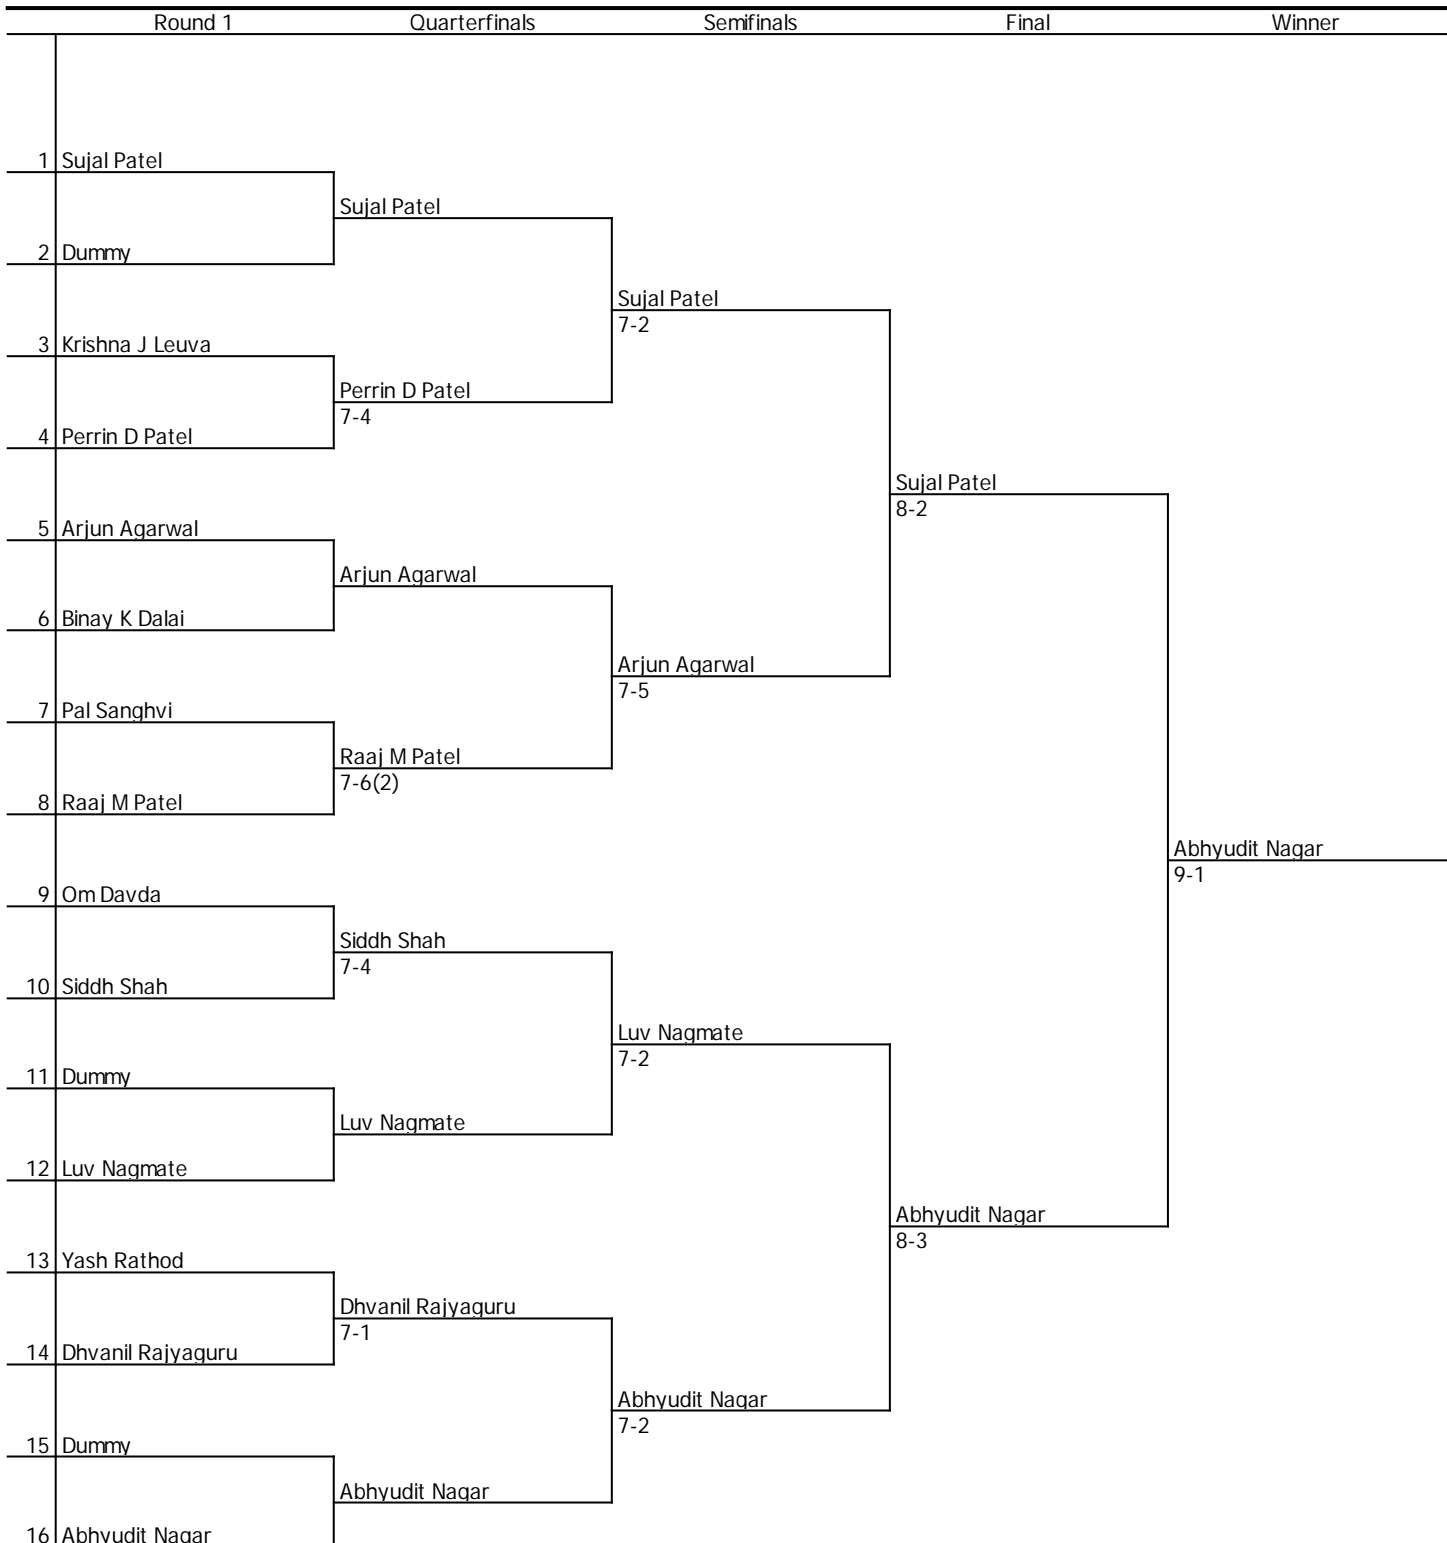 Round 1 Quarterfinals Semifinals Final Winner
1 Sujal Patel
Sujal Patel
2 Dummy
Sujal Patel
7-2
3 Krishna J Leuva
Perrin D Patel
7-4
4 Perrin D Patel
Sujal Patel
8-2
5 Arjun Agarwal
Arjun Agarwal
6 Binay K Dalai
Arjun Agarwal
7-5
7 Pal Sanghvi
Raaj M Patel
7-6(2)
8 Raaj M Patel
Abhyudit Nagar
9-1
9 Om Davda
Siddh Shah
7-4
10 Siddh Shah
Luv Nagmate
7-2
11 Dummy
Luv Nagmate
12 Luv Nagmate
Abhyudit Nagar
8-3
13 Yash Rathod
Dhvanil Rajyaguru
7-1
14 Dhvanil Rajyaguru
Abhyudit Nagar
7-2
15 Dummy
Abhyudit Nagar
16 Abhyudit Nagar